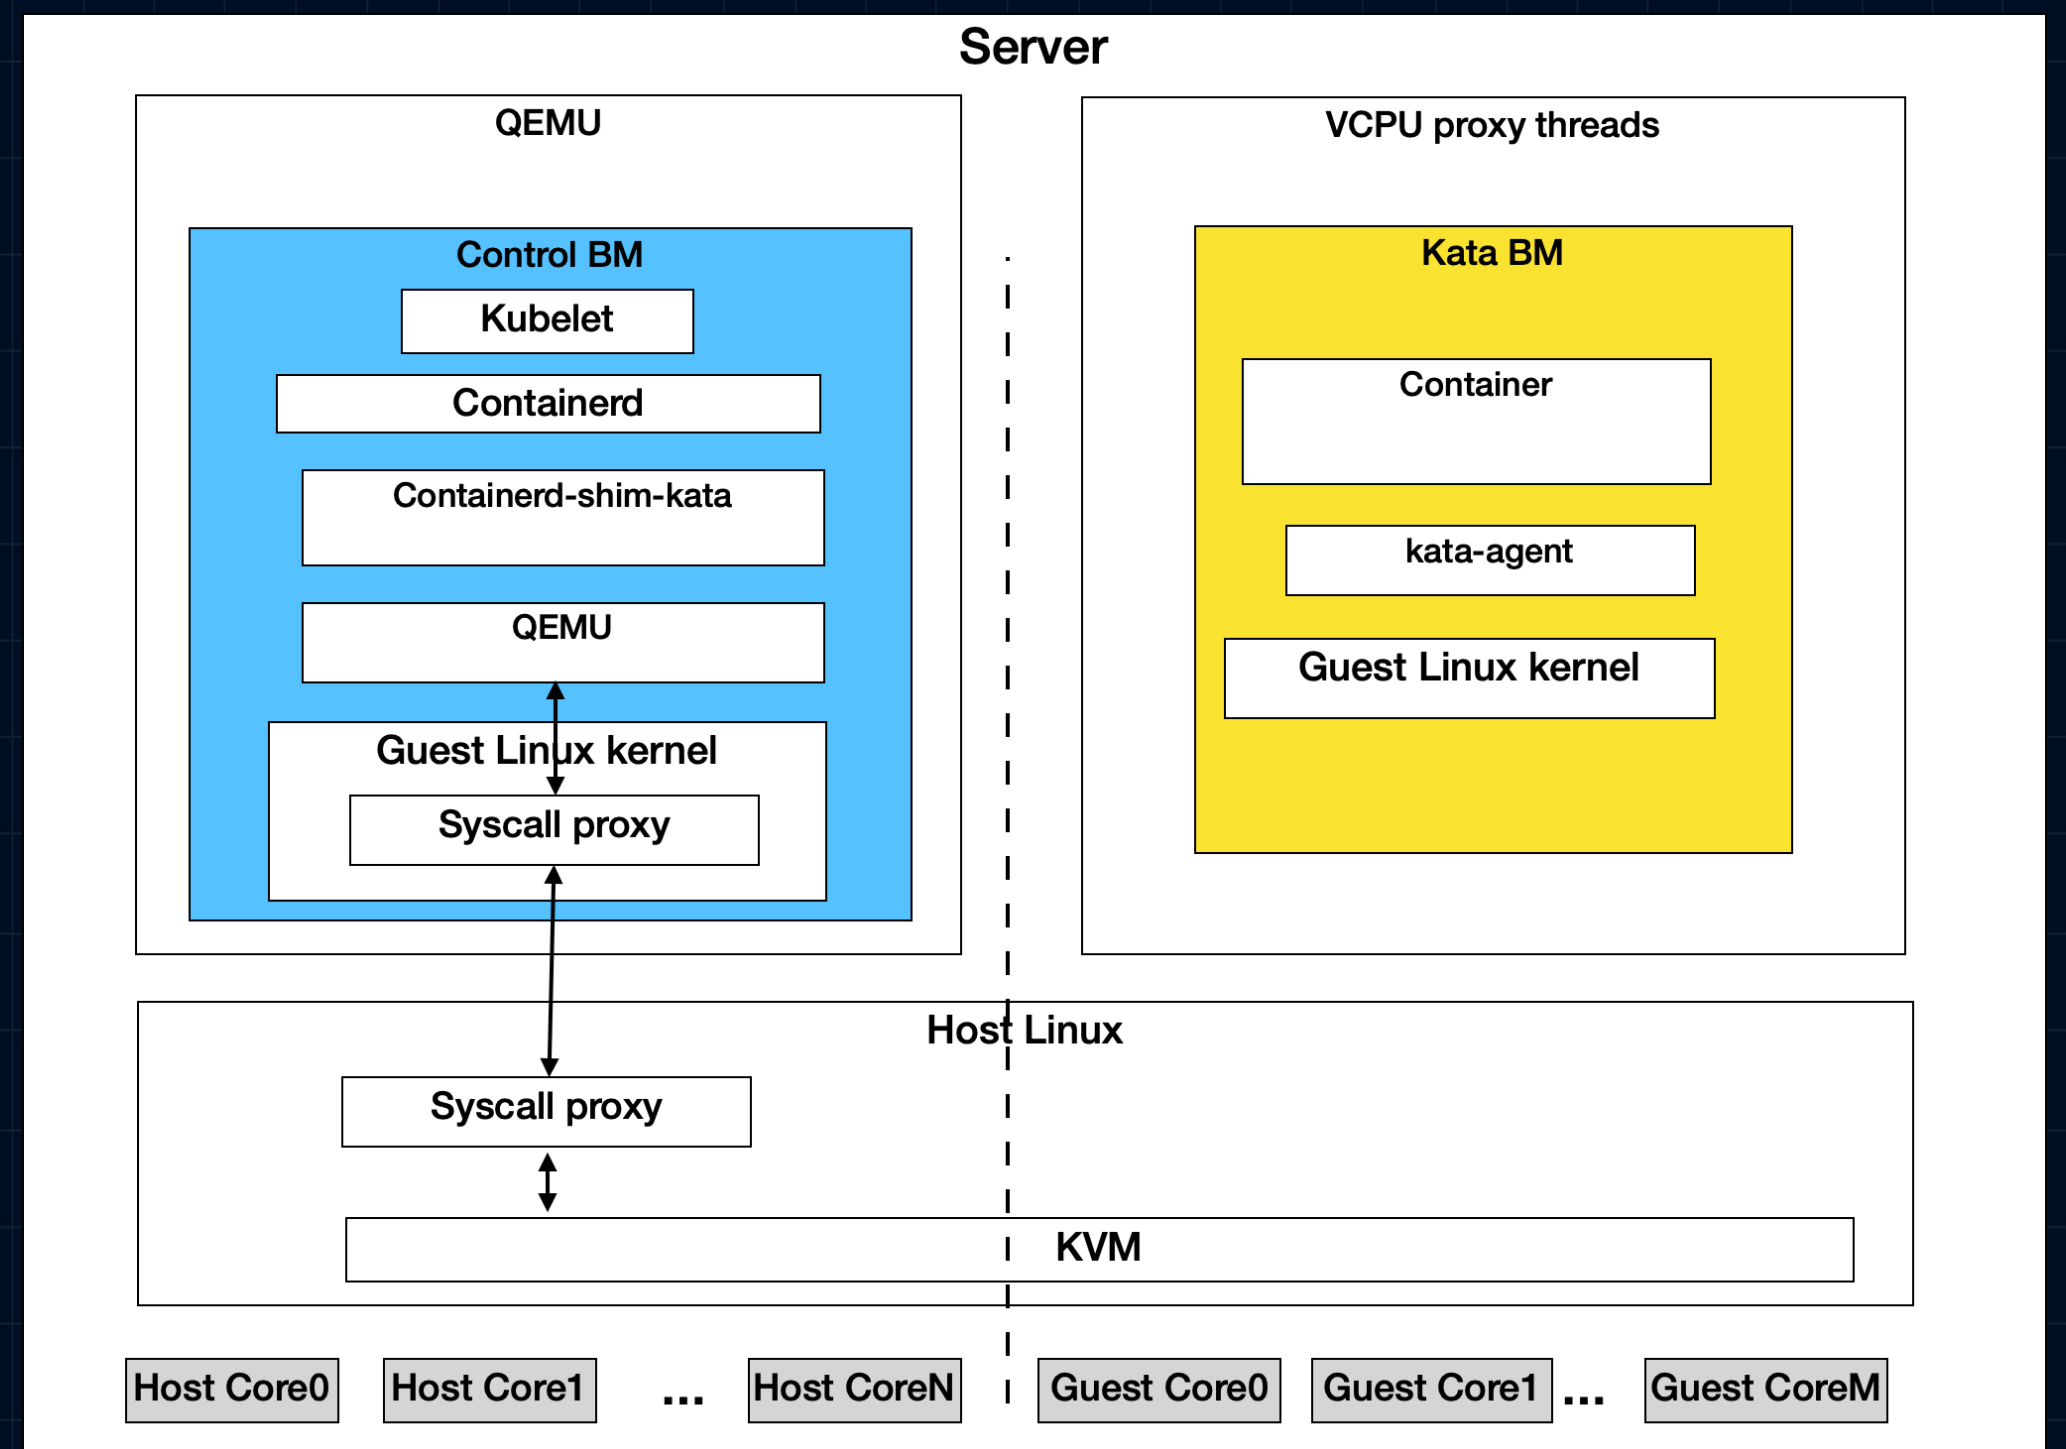 Server
QEMU
Control BM
Kubelet
Containerd
Containerd-shim-kata
QEMU
Guest Linux kernel
Syscall proxy
VCPU proxy threads
Kata BM
Container
kata-agent
Guest Linux kernel
Host Linux
Syscall proxy
KVM
Host Core0
Host Core1
...
Host CoreN
Guest Core0
Guest Core1
...
Guest CoreM